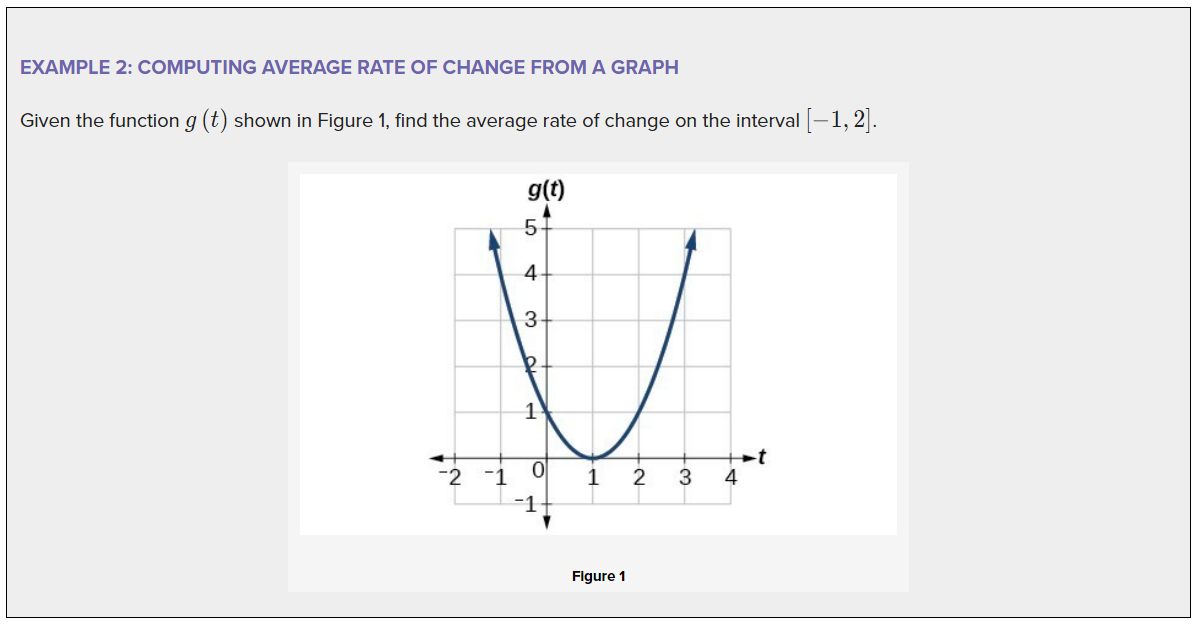 EXAMPLE 2: COMPUTING AVERAGE RATE OF CHANGE FROM A GRAPH
Given the function g (t) shown in Figure 1, find the average rate of change on the interval [−1, 2].
g(t)
5
4
3
2
1
t
-2 -1 0 1 2 3 4
-1
Figure 1